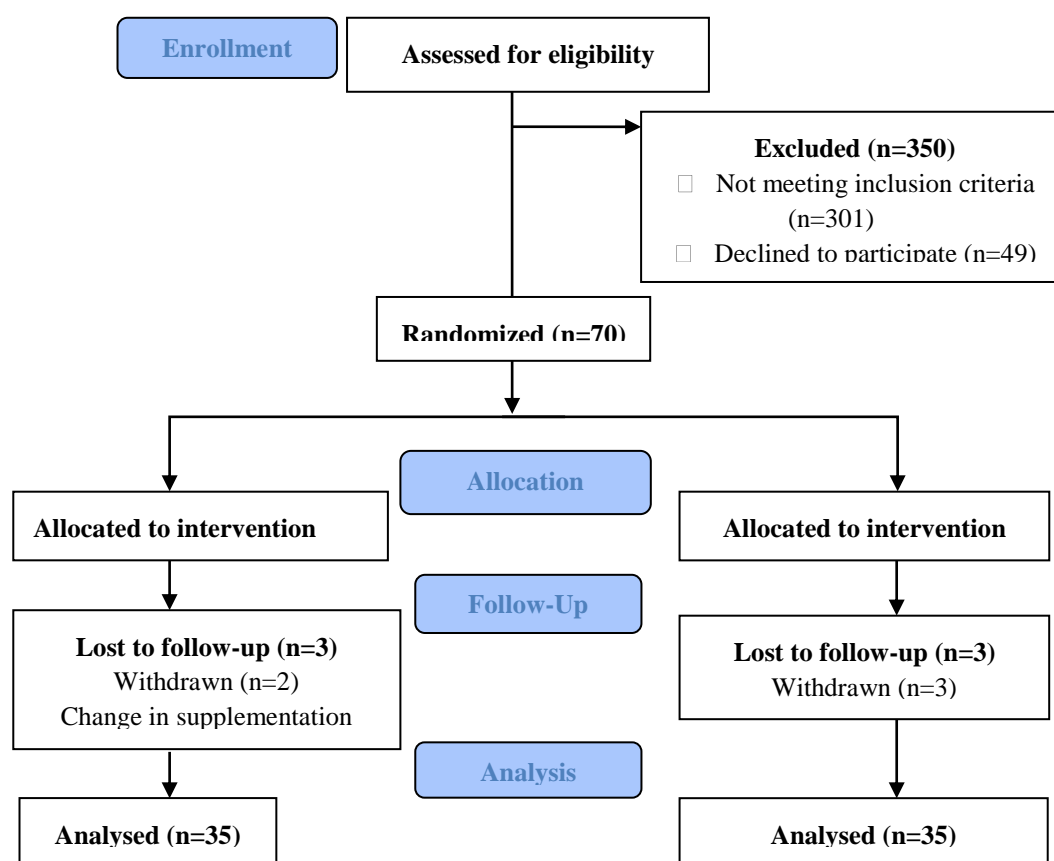 Enrollment
Assessed for eligibility
Excluded (n=350)
Not meeting inclusion criteria
(n=301)
Declined to participate (n=49)
Randomized (n=70)
Allocation
Allocated to intervention
Allocated to intervention
Follow-Up
Lost to follow-up (n=3)
Withdrawn (n=2)
Change in supplementation
Lost to follow-up (n=3)
Withdrawn (n=3)
Analysis
Analysed (n=35)
Analysed (n=35)